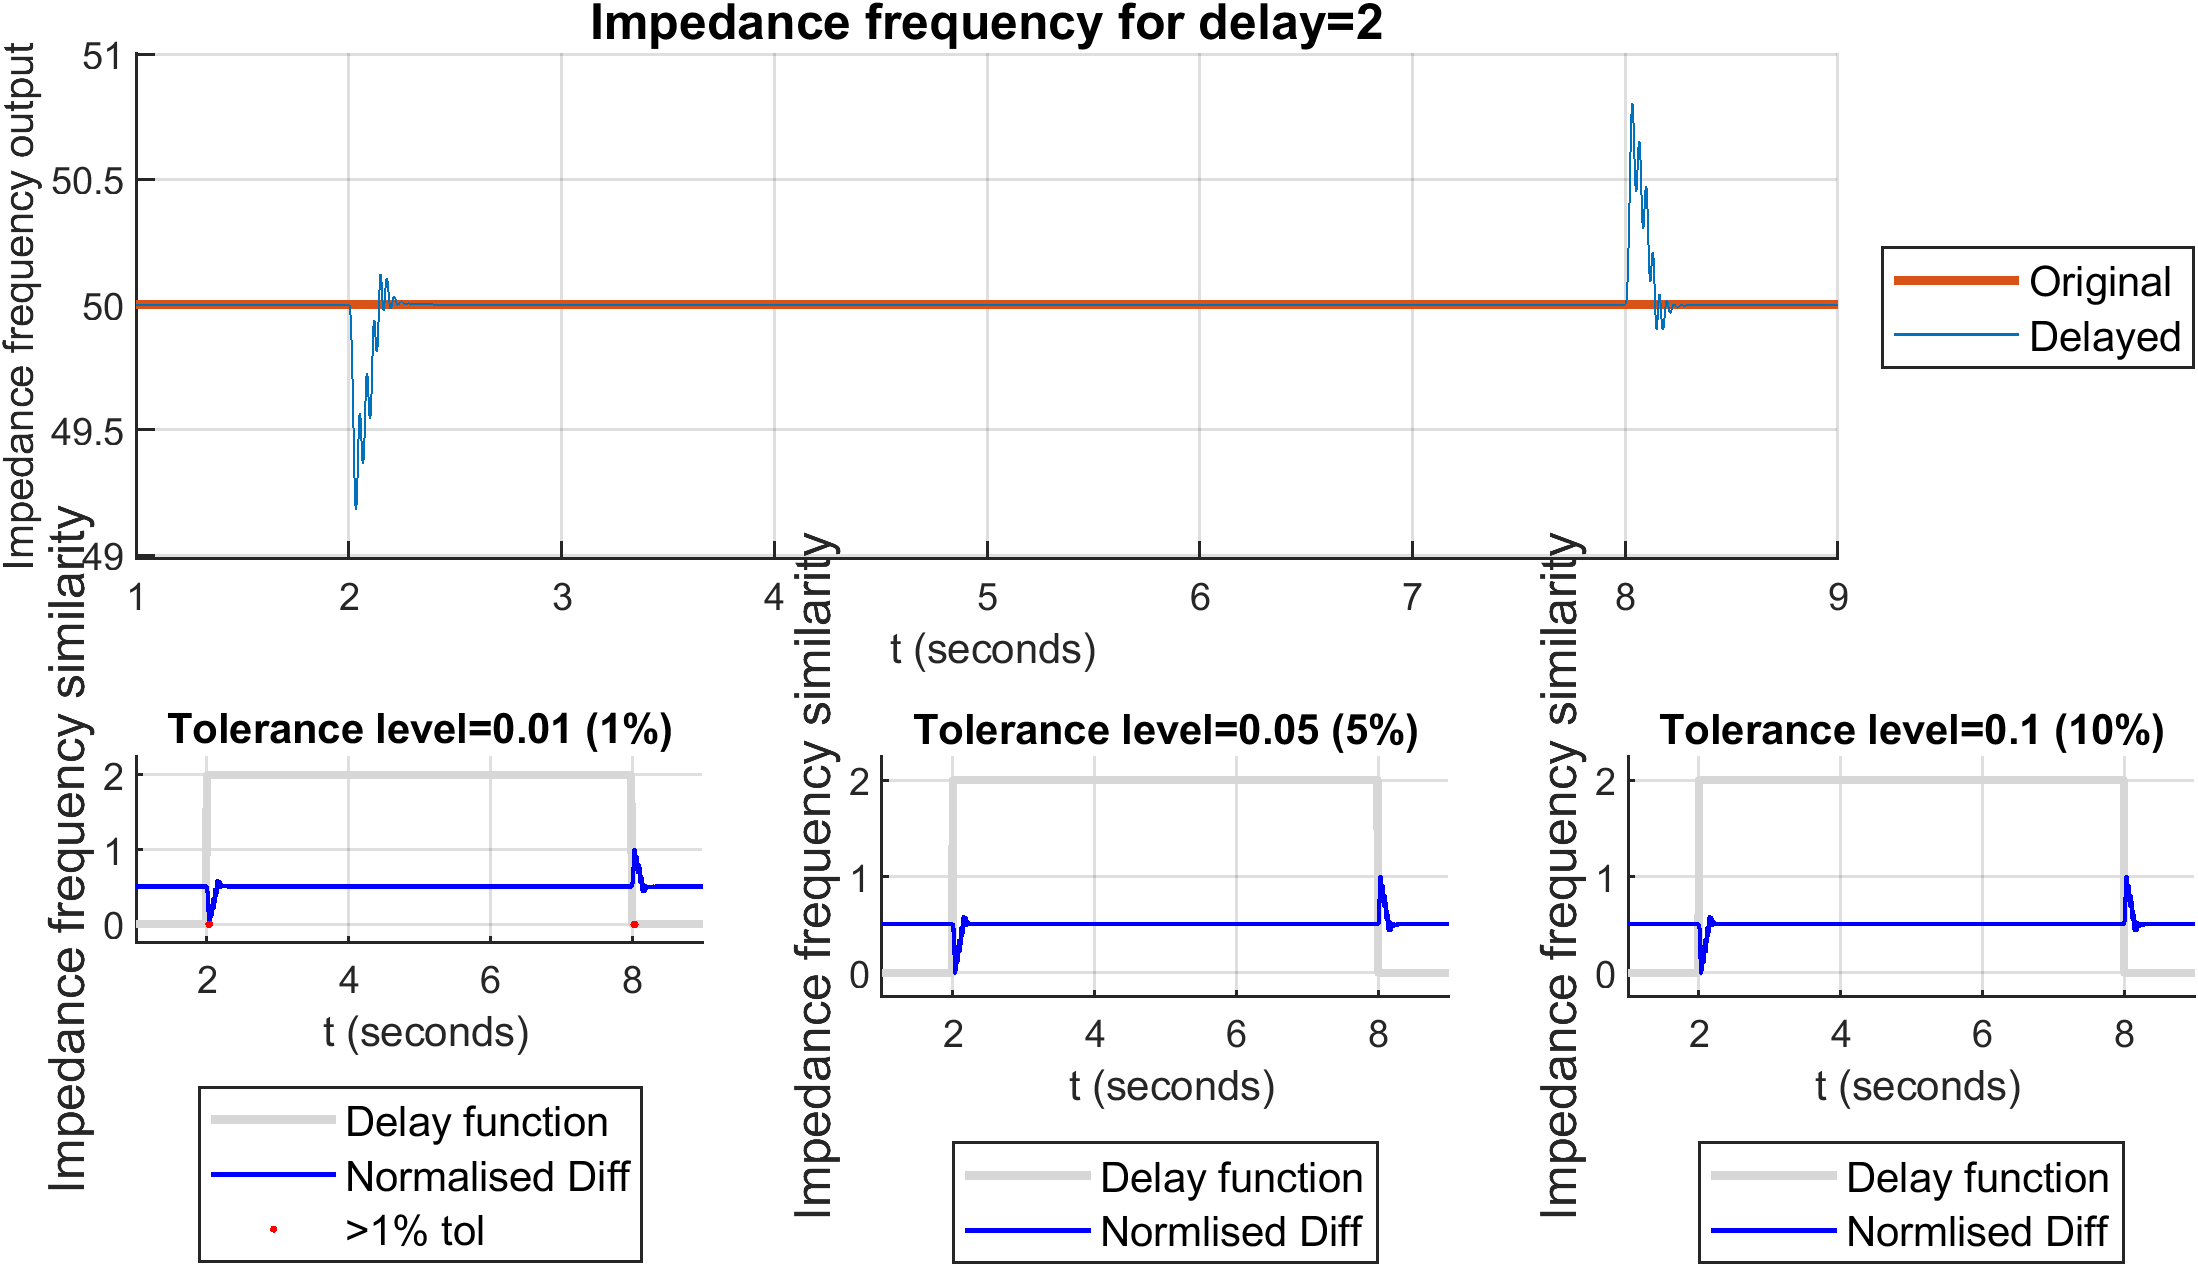 Impedance frequency for delay=2
Impedance frequency output
51
50.5
50
49.5
49
1 2 3 4 5 6 7 8 9
t (seconds)
Original
Delayed
Impedance frequency similarity
Tolerance level=0.01 (1%)
2
1
0
2 4 6 8
t (seconds)
Delay function
Normalised Diff
>1% tol
Impedance frequency similarity
Tolerance level=0.05 (5%)
2
1
0
2 4 6 8
t (seconds)
Delay function
Normlised Diff
Impedance frequency similarity
Tolerance level=0.1 (10%)
2
1
0
2 4 6 8
t (seconds)
Delay function
Normlised Diff